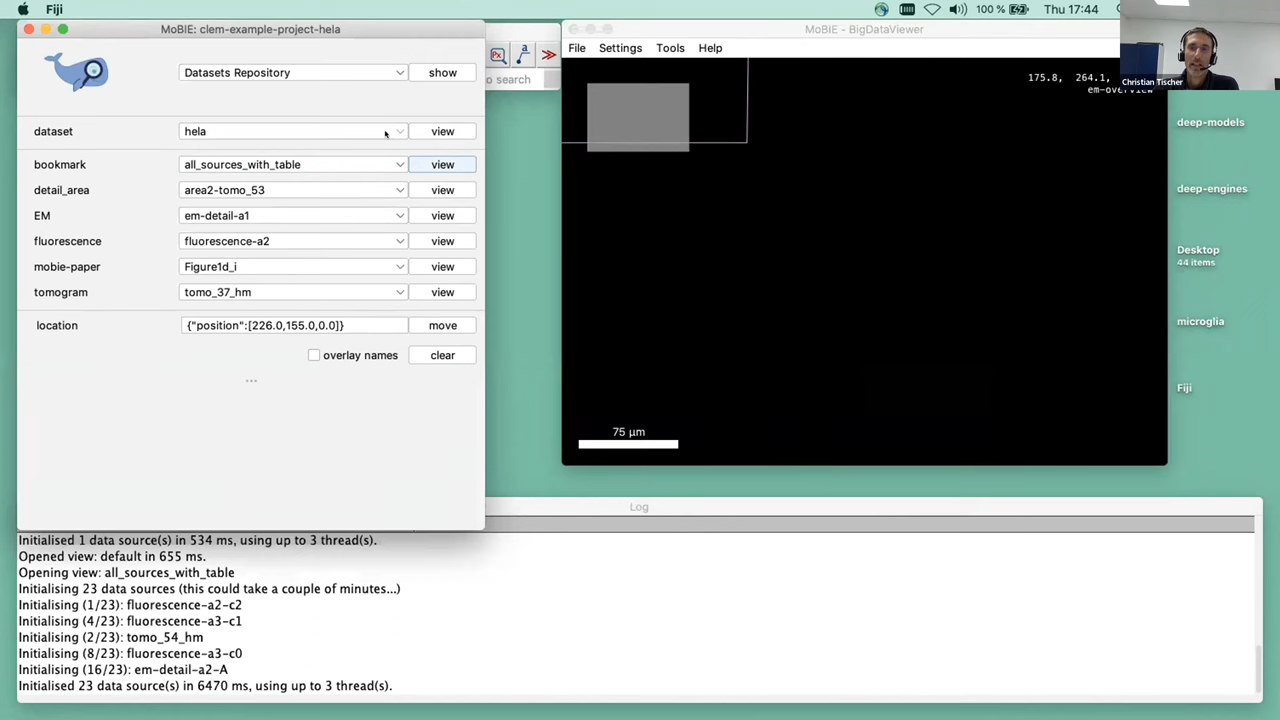 Fiji
100 %
Thu 17:44
MoBIE: clem-example-project-hela
Datasets Repository
show
dataset
hela
view
bookmark
all_sources_with_table
view
detail_area
area2-tomo_53
view
EM
em-detail-a1
view
fluorescence
fluorescence-a2
view
mobie-paper
Figure1d_i
view
tomogram
tomo_37_hm
view
location
{"position":[226.0,155.0,0.0]}
move
overlay names
clear
...
Px
a
o search
MoBIE - BigDataViewer
File Settings Tools Help
175.8, 264.1,
em-overview
75 µm
Christian Tischer
deep-models
deep-engines
Desktop
44 items
microglia
Fiji
Log
Initialised 1 data source(s) in 534 ms, using up to 3 thread(s).
Opened view: default in 655 ms.
Opening view: all_sources_with_table
Initialising 23 data sources (this could take a couple of minutes...)
Initialising (1/23): fluorescence-a2-c2
Initialising (4/23): fluorescence-a3-c1
Initialising (2/23): tomo_54_hm
Initialising (8/23): fluorescence-a3-c0
Initialising (16/23): em-detail-a2-A
Initialised 23 data source(s) in 6470 ms, using up to 3 thread(s).